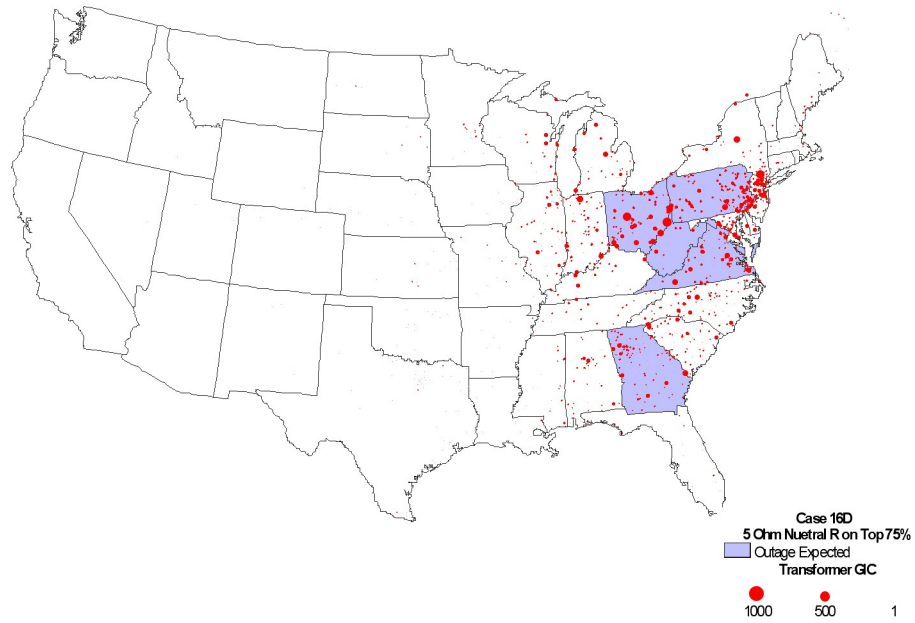 Case 16D
5 Ohm Nuetral R on Top 75%
Outage Expected
Transformer GIC
1000 500 1